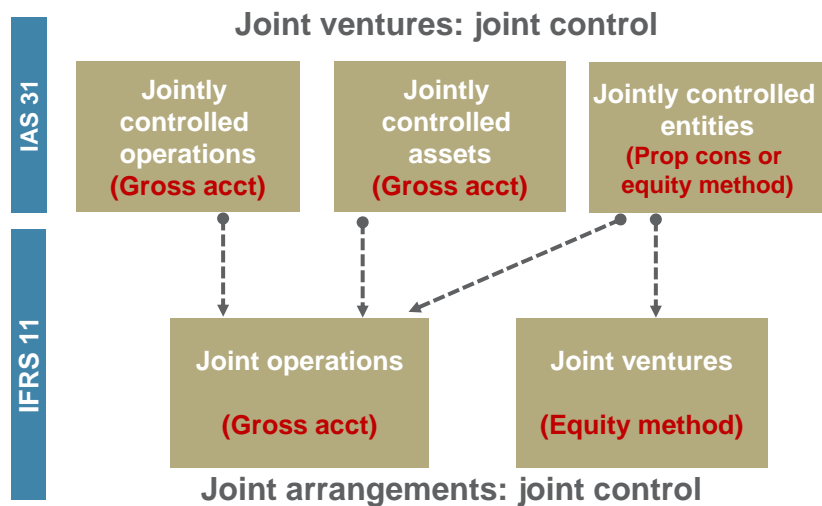 Joint ventures: joint control
IAS 31
Jointly
controlled
operations
(Gross acct)
Jointly
controlled
assets
(Gross acct)
Jointly controlled
entities
(Prop cons or
equity method)
IFRS 11
Joint operations
(Gross acct)
Joint ventures
(Equity method)
Joint arrangements: joint control